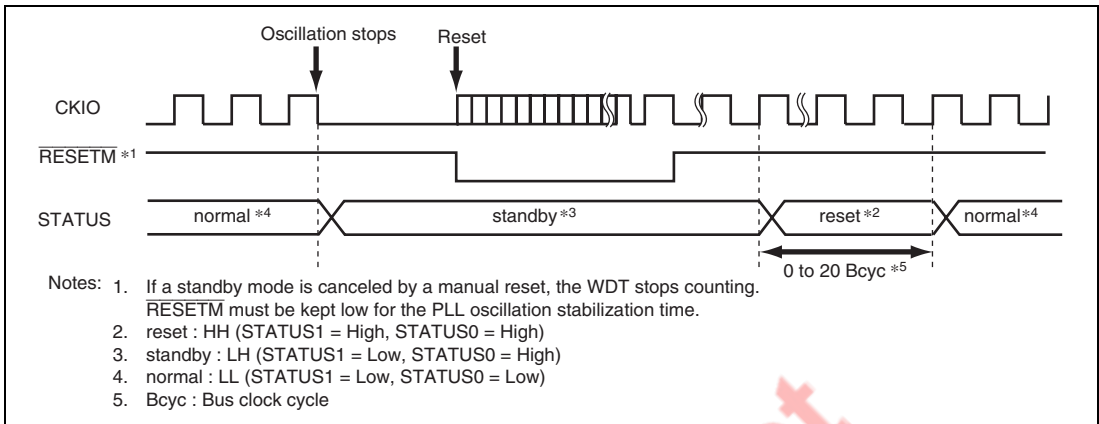 Oscillation stops Reset
CKIO
RESETM *1
STATUS normal *4 standby *3 reset *2 normal *4
0 to 20 Bcyc *5
Notes: 1. If a standby mode is canceled by a manual reset, the WDT stops counting.
RESETM must be kept low for the PLL oscillation stabilization time.
2. reset : HH (STATUS1 = High, STATUS0 = High)
3. standby : LH (STATUS1 = Low, STATUS0 = High)
4. normal : LL (STATUS1 = Low, STATUS0 = Low)
5. Bcyc : Bus clock cycle